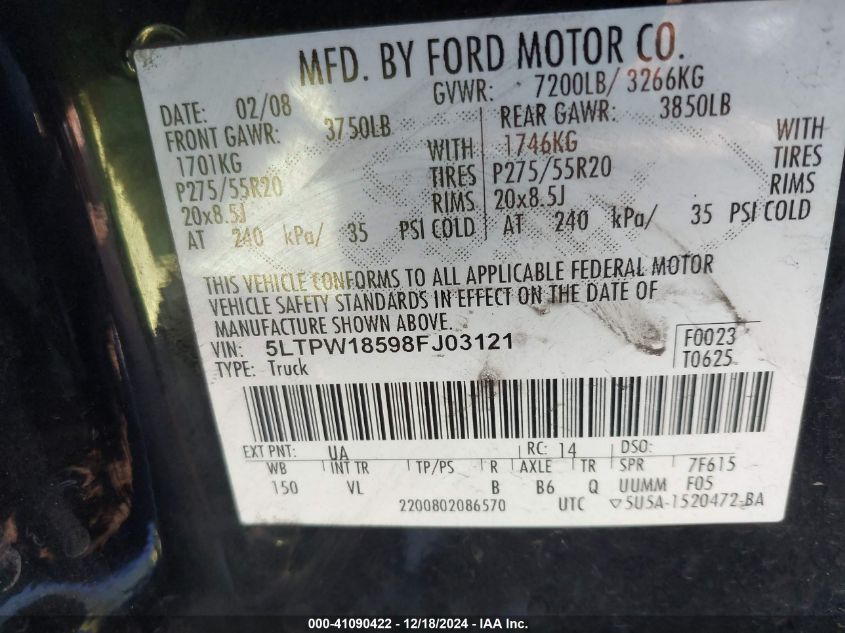 MFD. BY FORD MOTOR CO.
DATE: 02/08 GVWR: 7200LB/ 3266KG
FRONT GAWR: 3750LB REAR GAWR: 3850LB
1701KG WITH 1746KG WITH
P275/55R20 TIRES P275/55R20 TIRES
20x8.5J RIMS 20x8.5J RIMS
AT 240 kPa/ 35 PSI COLD AT 240 kPa/ 35 PSI COLD
THIS VEHICLE CONFORMS TO ALL APPLICABLE FEDERAL MOTOR
VEHICLE SAFETY STANDARDS IN EFFECT ON THE DATE OF
MANUFACTURE SHOWN ABOVE.
VIN: 5LTPW18598FJ03121 F0023
TYPE: Truck T0625
EXT PNT: UA RC: 14 DSO:
WB INT TR TP/PS R AXLE TR SPR 7F615
150 VL B B6 Q UUMM F05
2200802086570 UTC ▽5U5A-1520472-BA
000-41090422 - 12/18/2024 - IAA Inc.